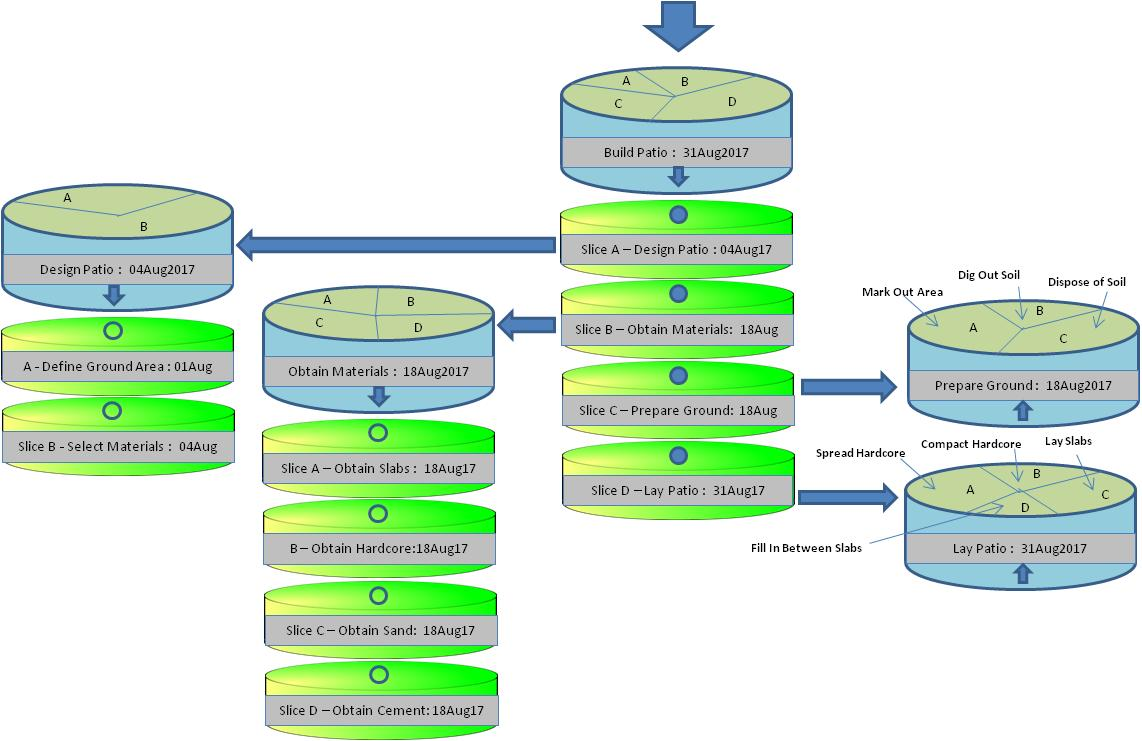 A
B
C
D
Build Patio :  31Aug2017
Slice A – Design Patio : 04Aug17
Slice B – Obtain Materials:  18Aug
Slice C – Prepare Ground:  18Aug
Slice D –Lay Patio :  31Aug17
A
B
Design Patio :  04Aug2017
A - Define Ground Area : 01Aug
Slice B - Select Materials :  04Aug
A
B
C
D
Obtain Materials :  18Aug2017
Slice A – Obtain Slabs :  18Aug17
B – Obtain Hardcore:18Aug17
Slice C – Obtain Sand:  18Aug17
Slice D – Obtain Cement: 18Aug17
Mark Out Area
Dig Out Soil
Dispose of Soil
A
B
C
Prepare Ground :  18Aug2017
Spread Hardcore
Compact Hardcore
Lay Slabs
A
B
C
D
Fill In Between Slabs
Lay Patio :  31Aug2017